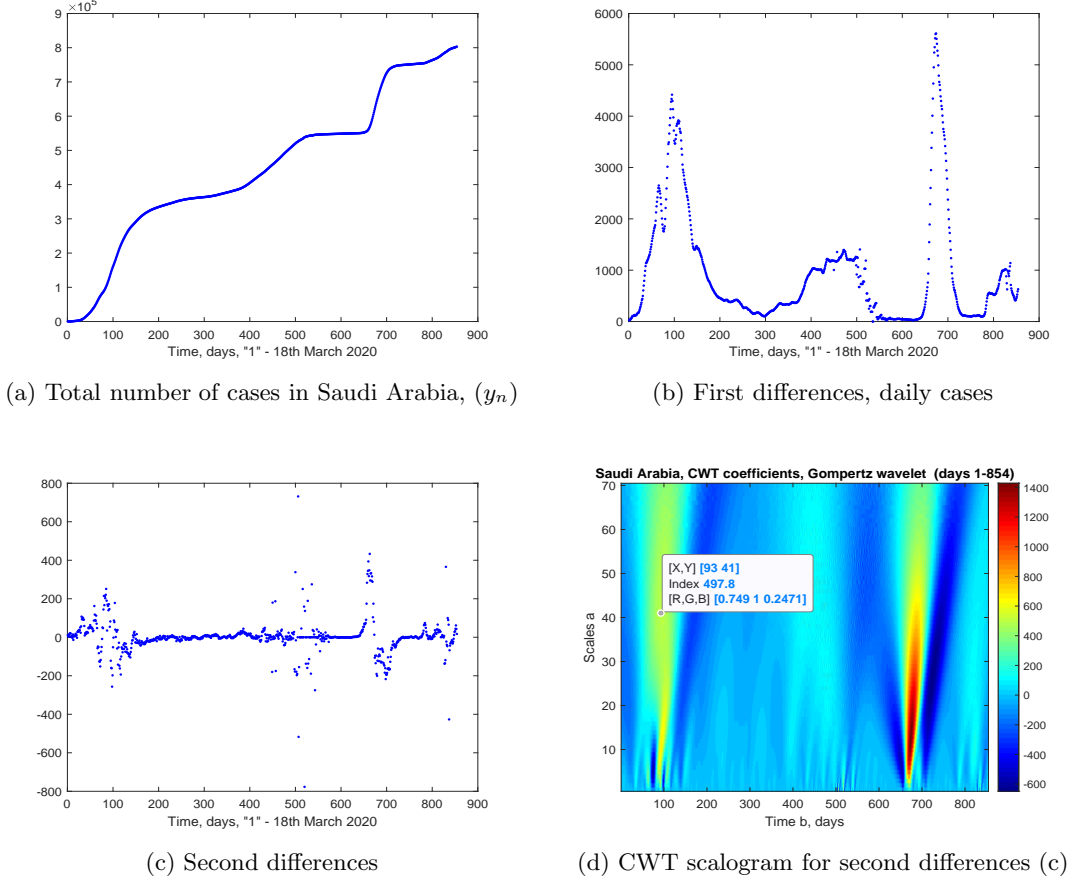 ×10⁵
9
8
7
6
5
4
3
2
1
0
0 100 200 300 400 500 600 700 800 900
Time, days, "1" - 18th March 2020
(a) Total number of cases in Saudi Arabia, (yₙ)
6000
5000
4000
3000
2000
1000
0
0 100 200 300 400 500 600 700 800 900
Time, days, "1" - 18th March 2020
(b) First differences, daily cases
800
600
400
200
0
-200
-400
-600
-800
0 100 200 300 400 500 600 700 800 900
Time, days, "1" - 18th March 2020
(c) Second differences
Saudi Arabia, CWT coefficients, Gompertz wavelet (days 1-854)
70
60
50
40
30
20
10
Scales a
[X,Y] [93 41]
Index 497.8
[R,G,B] [0.749 1 0.2471]
100 200 300 400 500 600 700 800
Time b, days
1400
1200
1000
800
600
400
200
0
-200
-400
-600
(d) CWT scalogram for second differences (c)